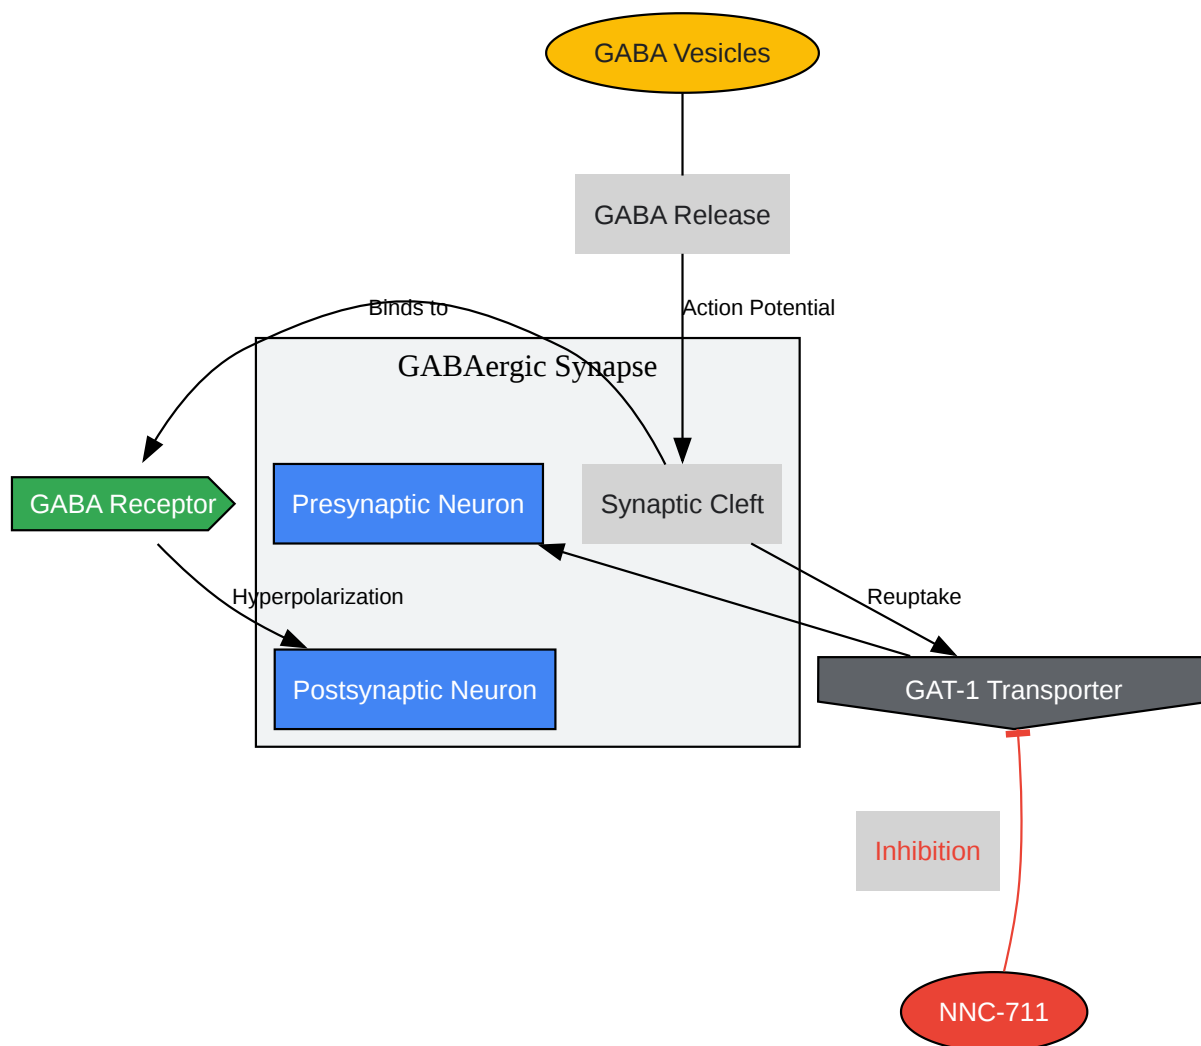 GABA Vesicles
GABA Release
Binds to
Action Potential
GABAergic Synapse
GABA Receptor
Presynaptic Neuron
Synaptic Cleft
Hyperpolarization
Reuptake
Postsynaptic Neuron
GAT-1 Transporter
Inhibition
NNC-711